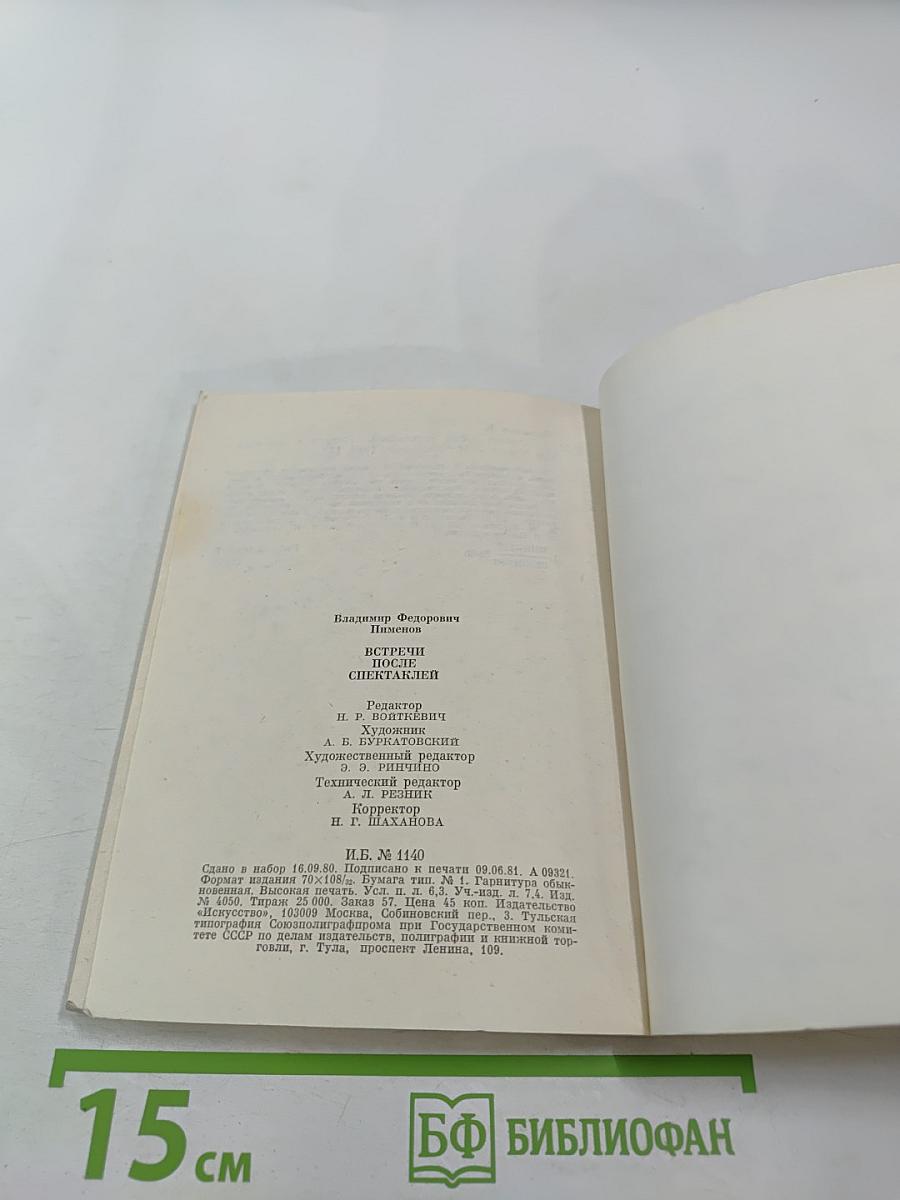 Владимир Федорович
Пименов
ВСТРЕЧИ
ПОСЛЕ
СПЕКТАКЛЕЙ
Редактор
Н. Р. ВОЙТКЕВИЧ
Художник
А. Б. БУРКАТОВСКИЙ
Художественный редактор
Э. Э. РИНЧИНО
Технический редактор
А. Л. РЕЗНИК
Корректор
Н. Г. ШАХАНОВА
И.Б. № 1140
Сдано в набор 16.09.80. Подписано к печати 09.06.81. А 09321.
Формат издания 70×108/32. Бумага тип. № 1. Гарнитура обык-
новенная. Высокая печать. Усл. п. л. 6,3. Уч.-изд. л. 7,4. Изд.
№ 4050. Тираж 25 000. Заказ 57. Цена 45 коп. Издательство
«Искусство», 103009 Москва, Собиновский пер., 3. Тульская
типография Союзполиграфпрома при Государственном коми-
тете СССР по делам издательств, полиграфии и книжной тор-
говли, г. Тула, проспект Ленина, 109.
15 см
БФ БИБЛИОФАН